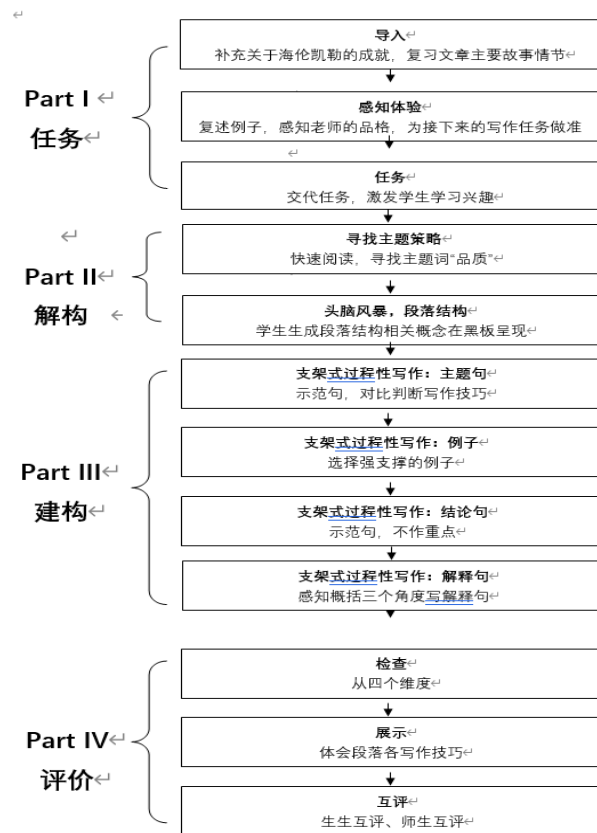 导入
补充关于海伦凯勒的成就，复习文章主要故事情节
感知体验
复述例子，感知老师的品格，为接下来的写作任务做准
任务
交代任务，激发学生学习兴趣
Part I
任务
寻找主题策略
快速阅读，寻找主题词“品质”
头脑风暴，段落结构
学生生成段落结构相关概念在黑板呈现
Part II
解构
支架式过程性写作：主题句
示范句，对比判断写作技巧
支架式过程性写作：例子
选择强支撑的例子
支架式过程性写作：结论句
示范句，不作重点
支架式过程性写作：解释句
感知概括三个角度写解释句
Part III
建构
检查
从四个维度
展示
体会段落各写作技巧
互评
生生互评、师生互评
Part IV
评价